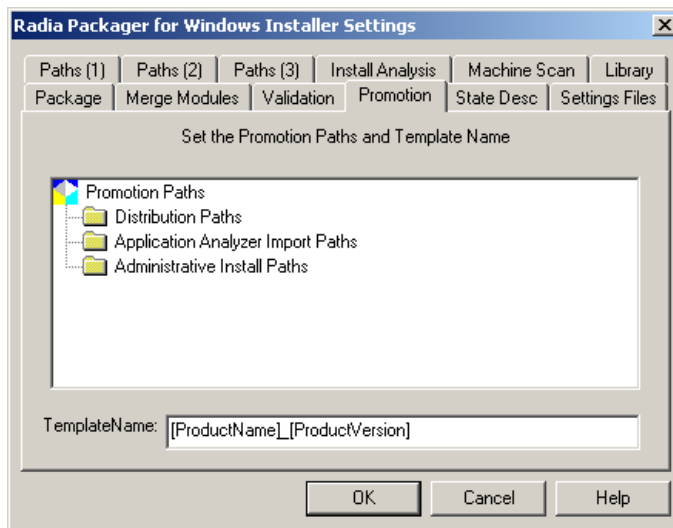 Radia Packager for Windows Installer Settings
Paths (1) Paths (2) Paths (3) Install Analysis Machine Scan Library
Package Merge Modules Validation Promotion State Desc Settings Files
Set the Promotion Paths and Template Name
Promotion Paths
Distribution Paths
Application Analyzer Import Paths
Administrative Install Paths
TemplateName: [ProductName]_[ProductVersion]
OK Cancel Help